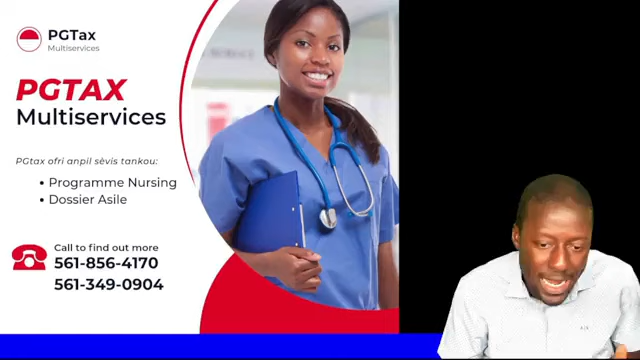 PGTax
Multiservices
PGTAX
Multiservices
PGtax ofri anpil sèvis tankou:
• Programme Nursing
• Dossier Asile
Call to find out more
561-856-4170
561-349-0904